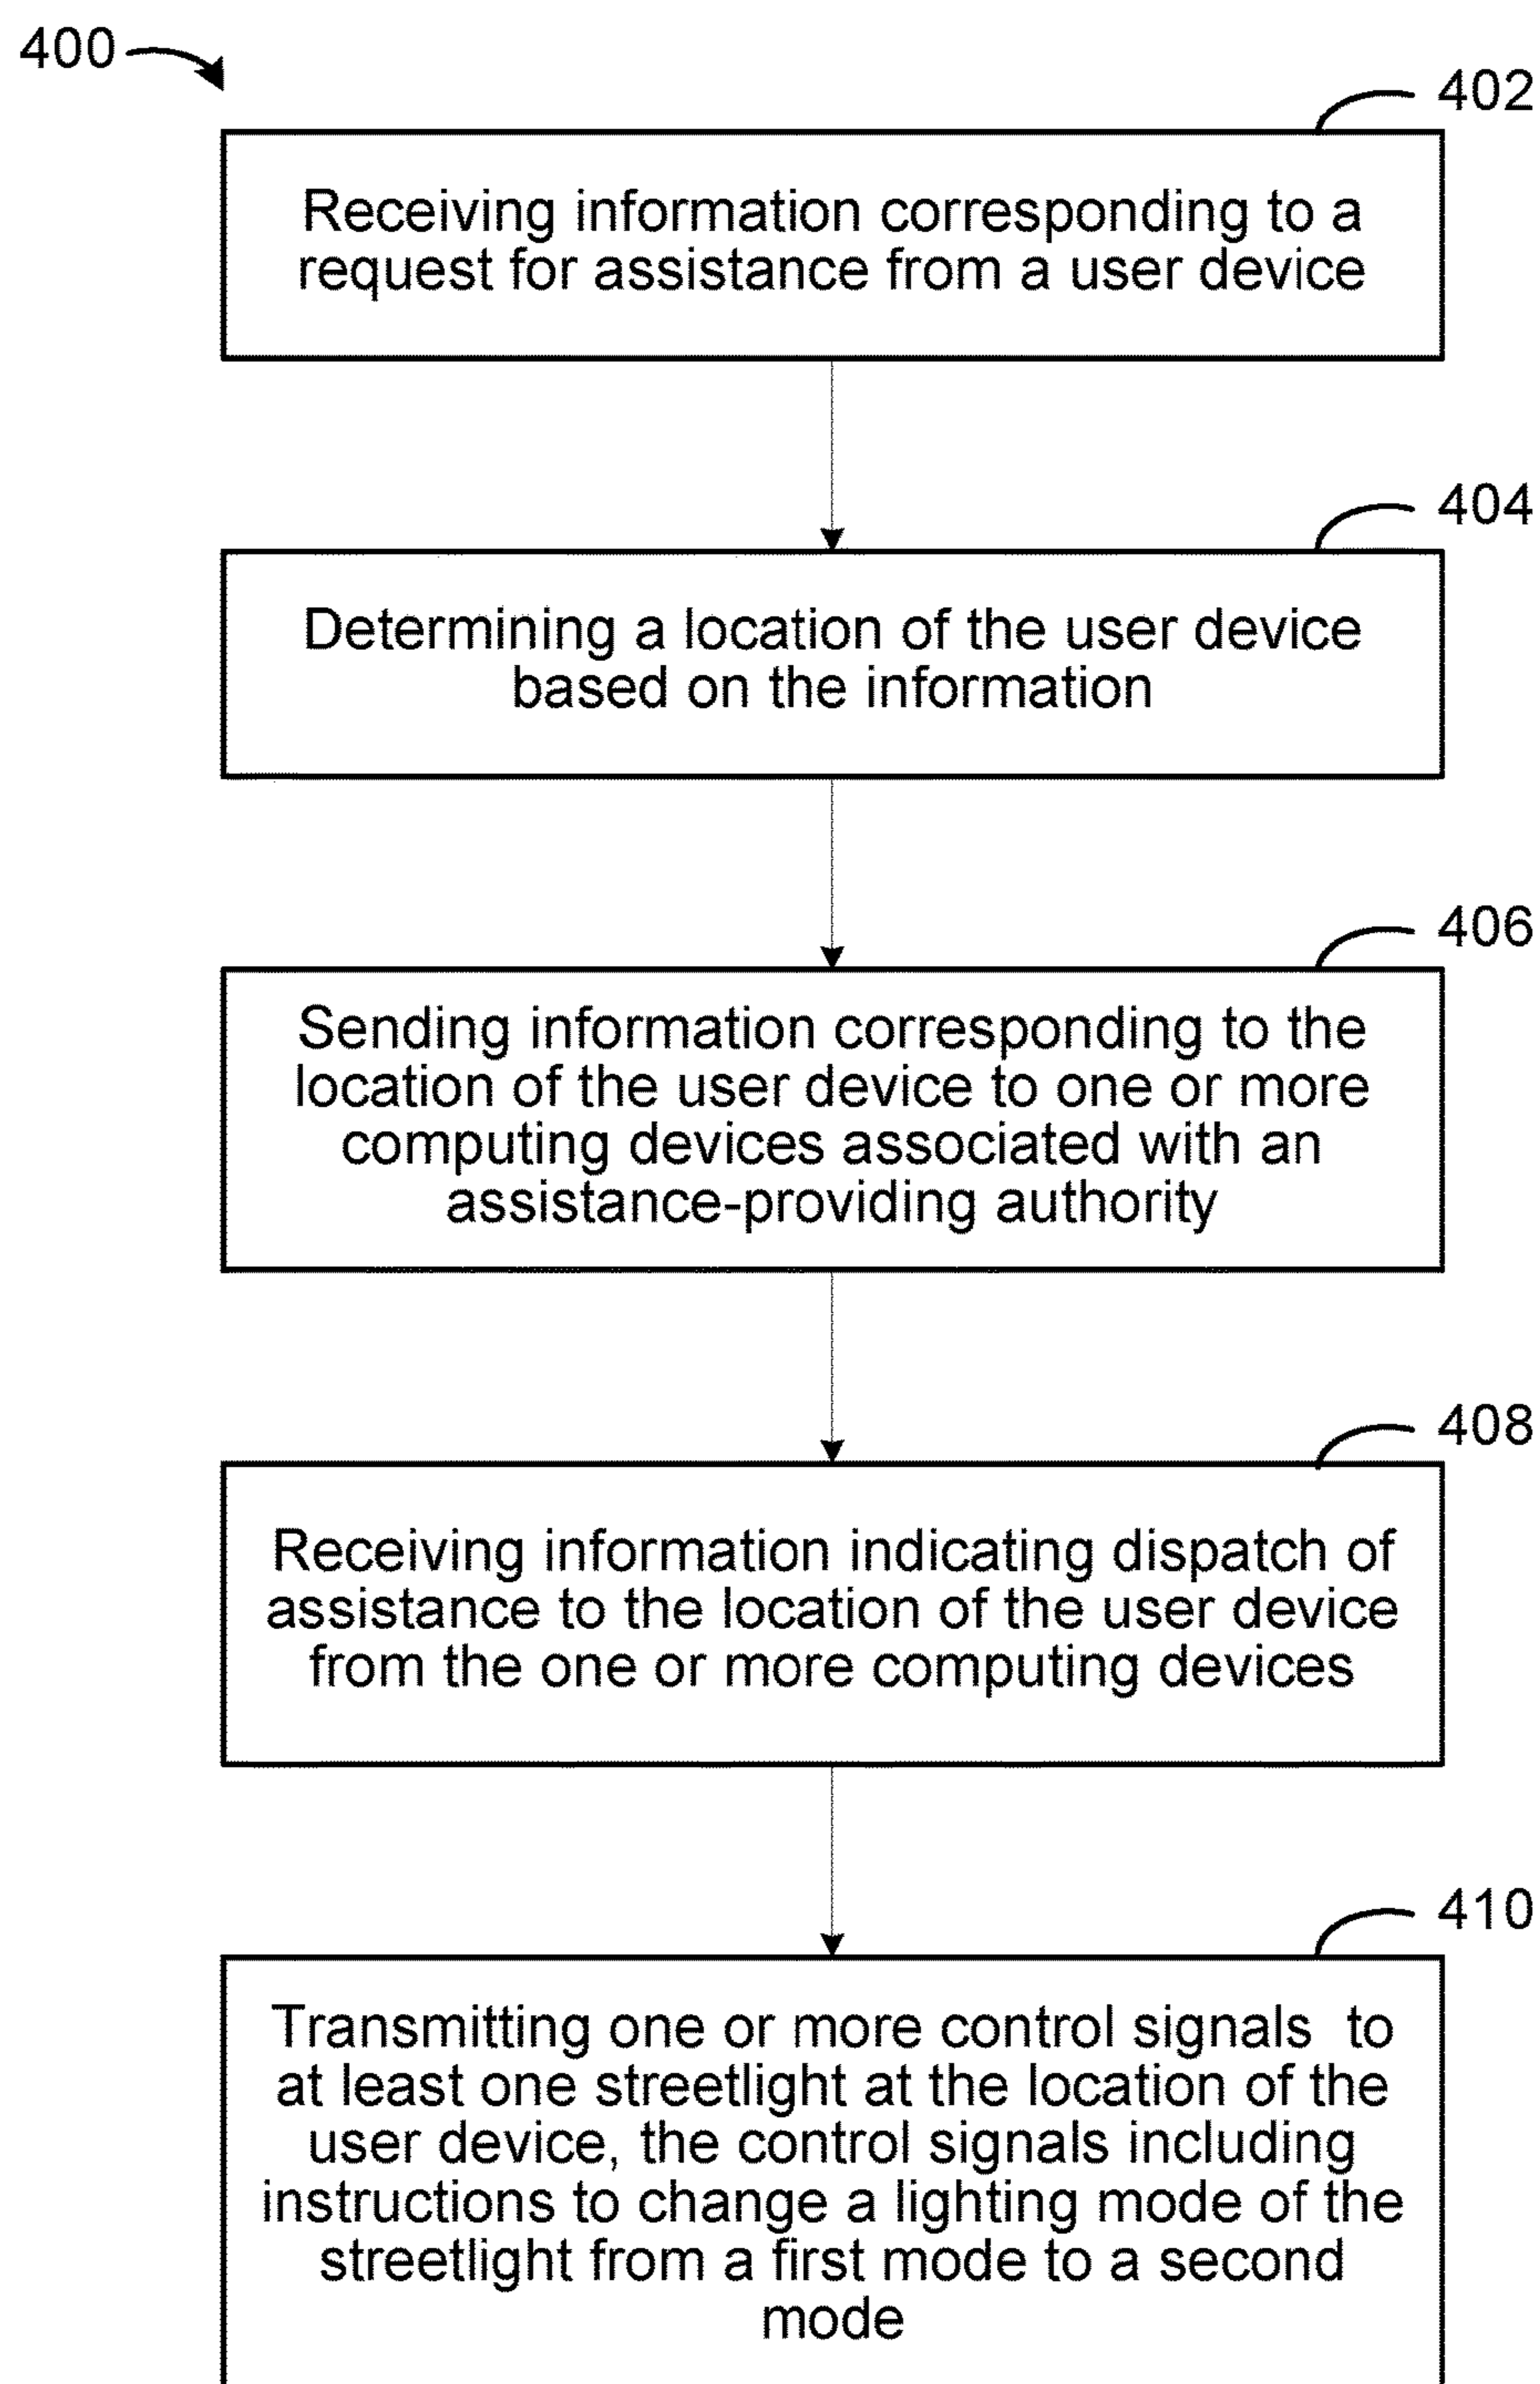 400
402
Receiving information corresponding to a
request for assistance from a user device
404
Determining a location of the user device
based on the information
406
Sending information corresponding to the
location of the user device to one or more
computing devices associated with an
assistance-providing authority
408
Receiving information indicating dispatch of
assistance to the location of the user device
from the one or more computing devices
410
Transmitting one or more control signals to
at least one streetlight at the location of the
user device, the control signals including
instructions to change a lighting mode of the
streetlight from a first mode to a second
mode